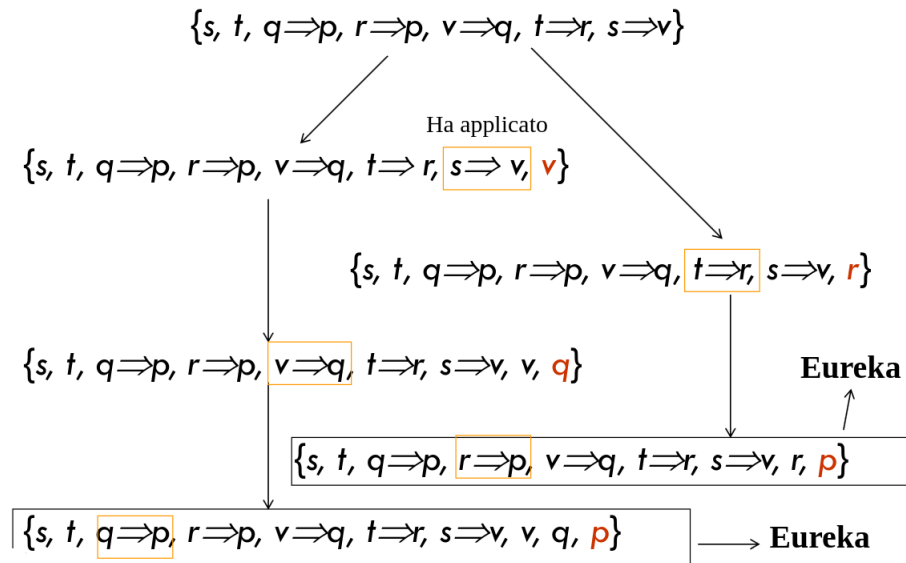 {s, t, q⇒p, r⇒p, v⇒q, t⇒r, s⇒v}
Ha applicato
{s, t, q⇒p, r⇒p, v⇒q, t⇒ r, s⇒ v, v}
{s, t, q⇒p, r⇒p, v⇒q, t⇒r, s⇒v, r}
{s, t, q⇒p, r⇒p, v⇒q, t⇒r, s⇒v, v, q}
Eureka
{s, t, q⇒p, r⇒p, v⇒q, t⇒r, s⇒v, r, p}
{s, t, q⇒p, r⇒p, v⇒q, t⇒r, s⇒v, v, q, p}
Eureka